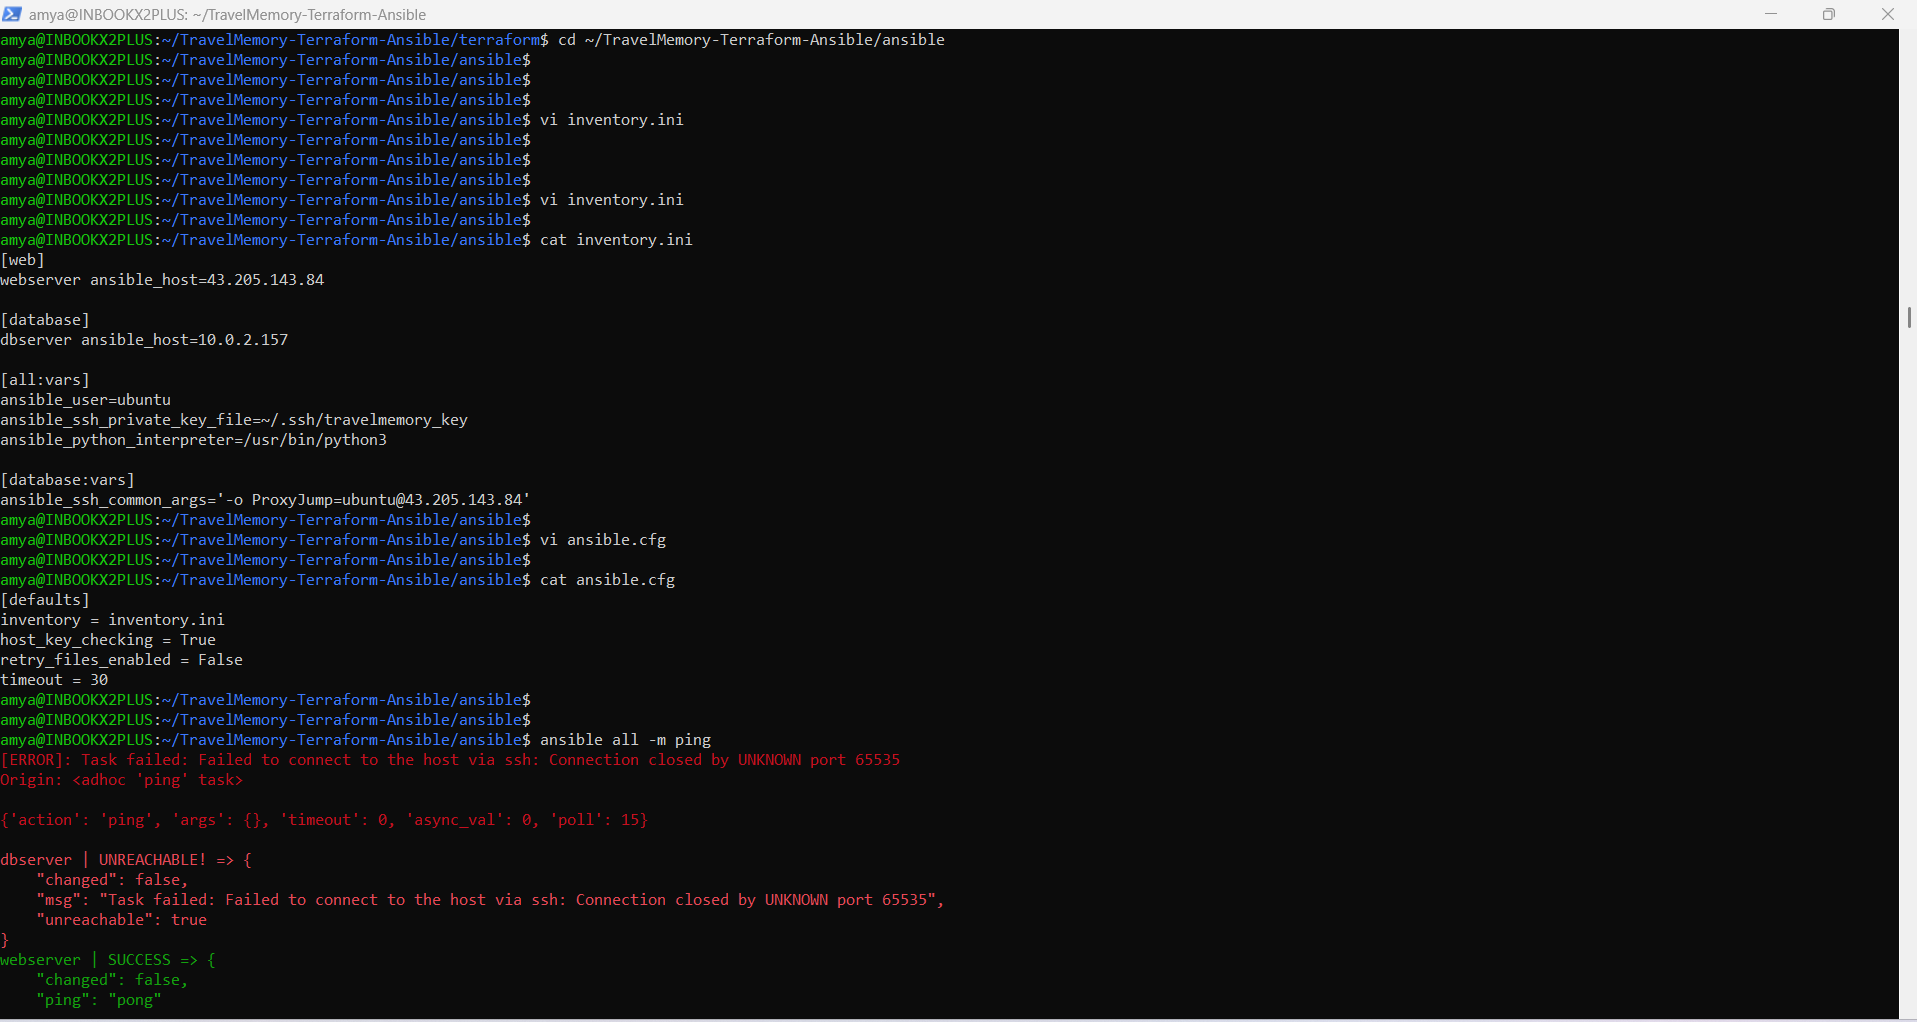 amya@INBOOKX2PLUS: ~/TravelMemory-Terraform-Ansible
amya@INBOOKX2PLUS:~/TravelMemory-Terraform-Ansible/terraform$ cd ~/TravelMemory-Terraform-Ansible/ansible
amya@INBOOKX2PLUS:~/TravelMemory-Terraform-Ansible/ansible$
amya@INBOOKX2PLUS:~/TravelMemory-Terraform-Ansible/ansible$
amya@INBOOKX2PLUS:~/TravelMemory-Terraform-Ansible/ansible$
amya@INBOOKX2PLUS:~/TravelMemory-Terraform-Ansible/ansible$ vi inventory.ini
amya@INBOOKX2PLUS:~/TravelMemory-Terraform-Ansible/ansible$
amya@INBOOKX2PLUS:~/TravelMemory-Terraform-Ansible/ansible$
amya@INBOOKX2PLUS:~/TravelMemory-Terraform-Ansible/ansible$
amya@INBOOKX2PLUS:~/TravelMemory-Terraform-Ansible/ansible$ vi inventory.ini
amya@INBOOKX2PLUS:~/TravelMemory-Terraform-Ansible/ansible$
amya@INBOOKX2PLUS:~/TravelMemory-Terraform-Ansible/ansible$ cat inventory.ini
[web]
webserver ansible_host=43.205.143.84

[database]
dbserver ansible_host=10.0.2.157

[all:vars]
ansible_user=ubuntu
ansible_ssh_private_key_file=~/.ssh/travelmemory_key
ansible_python_interpreter=/usr/bin/python3

[database:vars]
ansible_ssh_common_args='-o ProxyJump=ubuntu@43.205.143.84'
amya@INBOOKX2PLUS:~/TravelMemory-Terraform-Ansible/ansible$
amya@INBOOKX2PLUS:~/TravelMemory-Terraform-Ansible/ansible$ vi ansible.cfg
amya@INBOOKX2PLUS:~/TravelMemory-Terraform-Ansible/ansible$
amya@INBOOKX2PLUS:~/TravelMemory-Terraform-Ansible/ansible$ cat ansible.cfg
[defaults]
inventory = inventory.ini
host_key_checking = True
retry_files_enabled = False
timeout = 30
amya@INBOOKX2PLUS:~/TravelMemory-Terraform-Ansible/ansible$
amya@INBOOKX2PLUS:~/TravelMemory-Terraform-Ansible/ansible$
amya@INBOOKX2PLUS:~/TravelMemory-Terraform-Ansible/ansible$ ansible all -m ping
[ERROR]: Task failed: Failed to connect to the host via ssh: Connection closed by UNKNOWN port 65535
Origin: <adhoc 'ping' task>

{'action': 'ping', 'args': {}, 'timeout': 0, 'async_val': 0, 'poll': 15}

dbserver | UNREACHABLE! => {
    "changed": false,
    "msg": "Task failed: Failed to connect to the host via ssh: Connection closed by UNKNOWN port 65535",
    "unreachable": true
}
webserver | SUCCESS => {
    "changed": false,
    "ping": "pong"